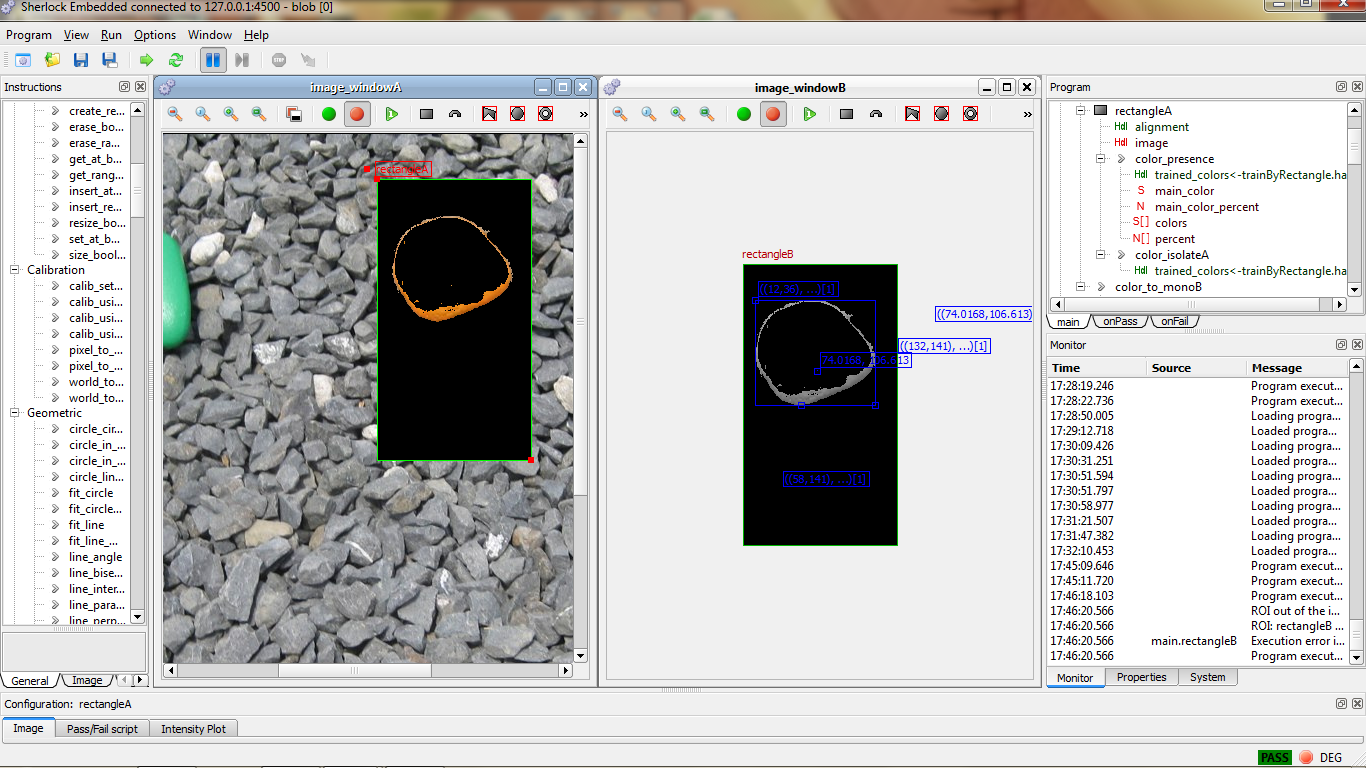 Sherlock Embedded connected to 127.0.0.1:4500 - blob [0]
Program View Run Options Window Help
Instructions
create_re...
erase_bo...
erase_ra...
get_at_b...
get_rang...
insert_at...
insert_re...
resize_bo...
set_at_b...
size_bool...
Calibration
calib_set...
calib_usi...
calib_usi...
calib_usi...
pixel_to_...
pixel_to_...
world_to...
world_to...
Geometric
circle_cir...
circle_in_...
circle_in_...
circle_lin...
fit_circle
fit_circle...
fit_line
fit_line_...
line_angle
line_bise...
line_inter...
line_para...
line_perp...
General Image
image_windowA
rectangleA
image_windowB
rectangleB
((12,36), ...)[1]
((74.0168,106.613)
((132,141), ...)[1]
74.0168, 106.613
((58,141), ...)[1]
Program
rectangleA
alignment
image
color_presence
trained_colors<-trainByRectangle.ha
main_color
main_color_percent
colors
percent
color_isolateA
trained_colors<-trainByRectangle.ha
color_to_monoB
main onPass onFail
Monitor
Time Source Message
17:28:19.246 Program execut...
17:28:22.736 Program execut...
17:28:50.005 Loading progra...
17:29:12.718 Loading progra...
17:30:09.426 Loading progra...
17:30:31.251 Loading progra...
17:30:51.594 Loading progra...
17:30:51.797 Loaded progra...
17:30:58.977 Loading progra...
17:31:21.507 Loaded progra...
17:31:47.382 Loading progra...
17:32:10.453 Loaded progra...
17:45:09.646 Program execut...
17:45:11.720 Program execut...
17:46:18.103 Program execut...
17:46:20.566 ROI out of the i...
17:46:20.566 ROI: rectangleB ...
17:46:20.566 main.rectangleB Execution error i...
17:46:20.566 Program execut...
Monitor Properties System
Configuration: rectangleA
Image Pass/Fail script Intensity Plot
PASS DEG